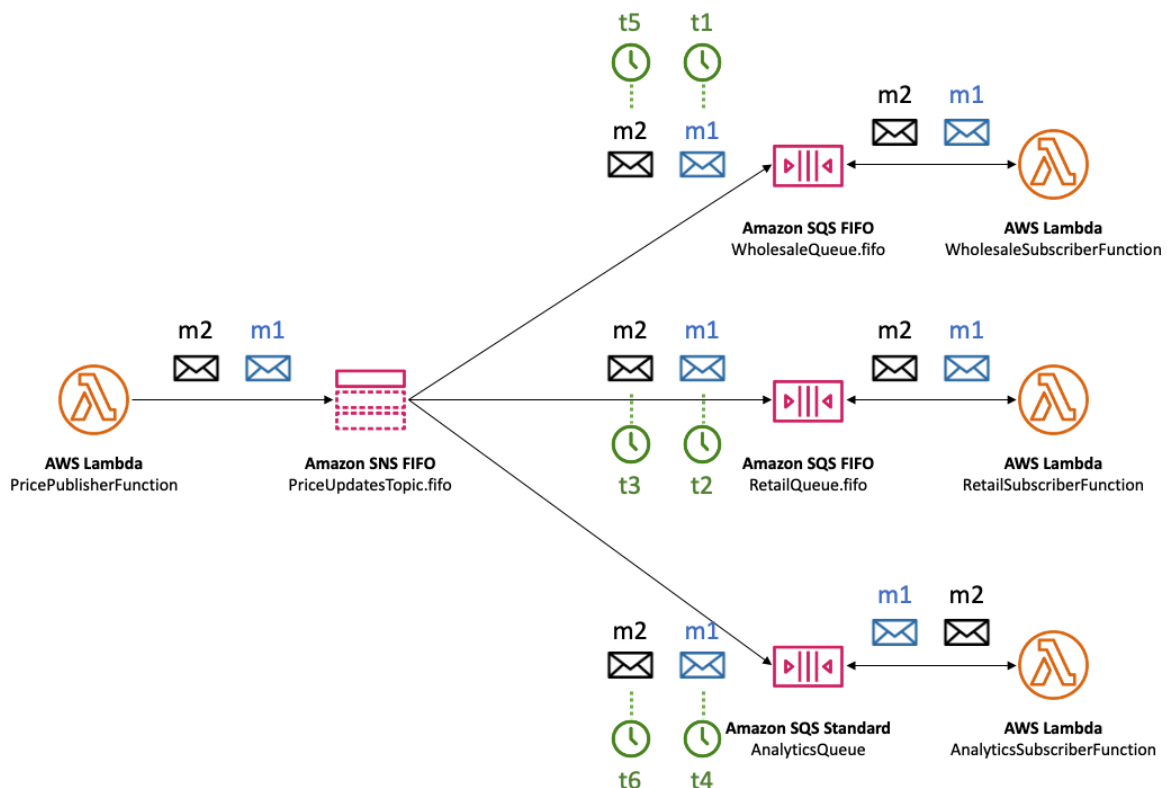 t5 t1
m2 m1
m2 m1
Amazon SQS FIFO
WholesaleQueue.fifo
AWS Lambda
WholesaleSubscriberFunction
m2 m1
m2 m1
m2 m1
AWS Lambda
PricePublisherFunction
Amazon SNS FIFO
PriceUpdatesTopic.fifo
t3 t2
Amazon SQS FIFO
RetailQueue.fifo
AWS Lambda
RetailSubscriberFunction
m2 m1
m1 m2
t6 t4
Amazon SQS Standard
AnalyticsQueue
AWS Lambda
AnalyticsSubscriberFunction